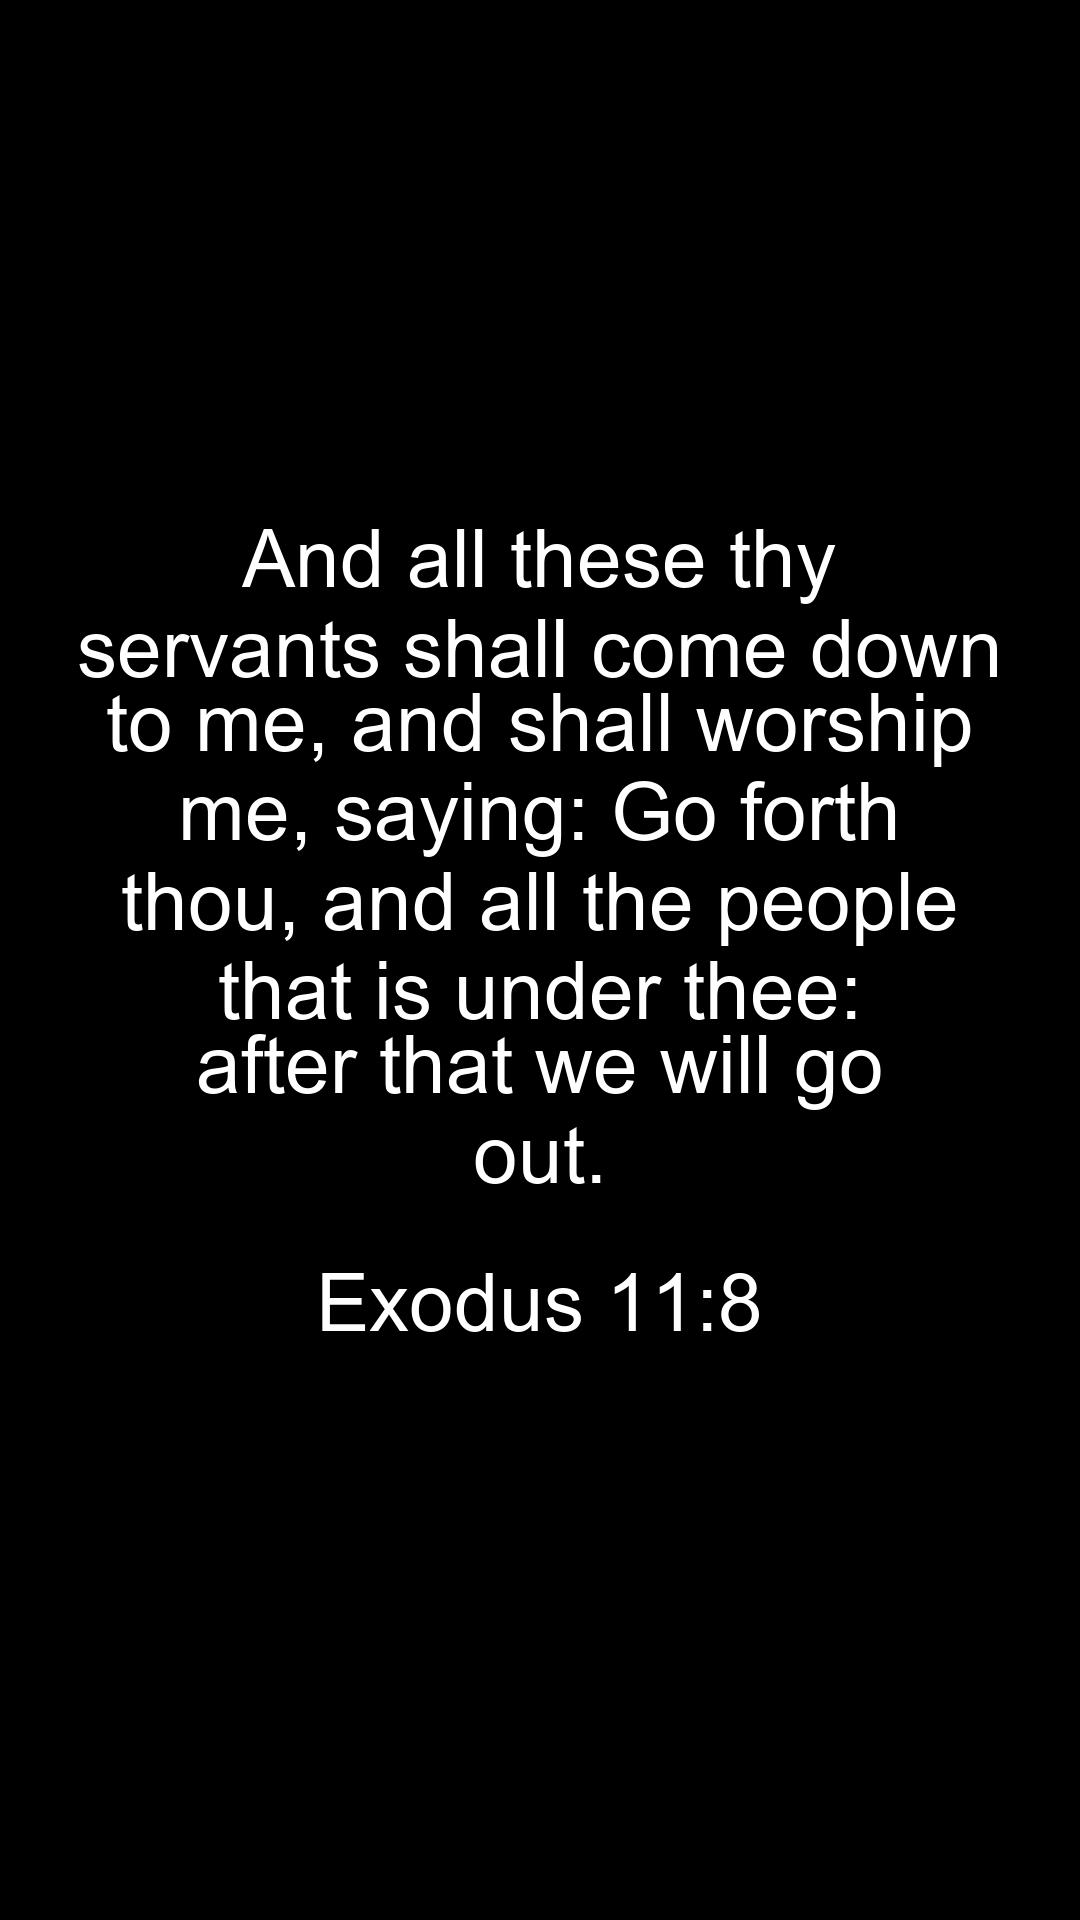 And all these thy
servants shall come down
to me, and shall worship
me, saying: Go forth
thou, and all the people
that is under thee:
after that we will go
out.
Exodus 11:8